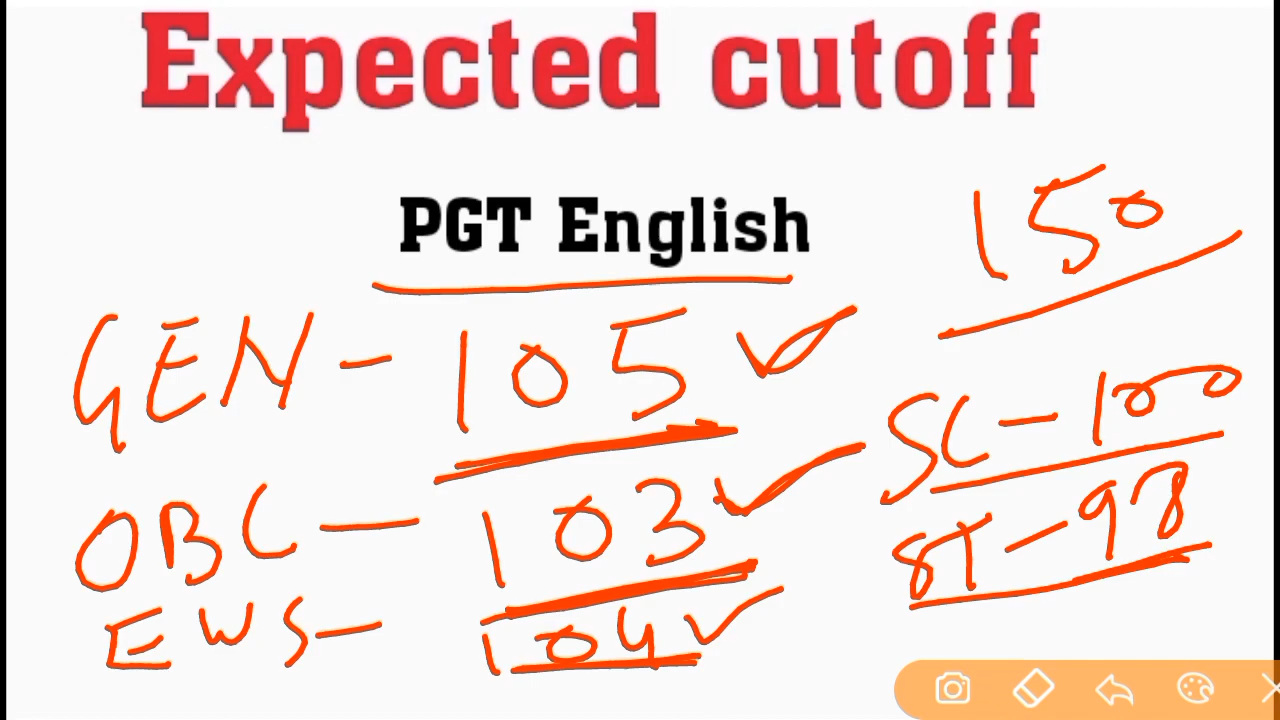 Expected cutoff
PGT English
150
GEN - 105
OBC - 103
EWS - 104
SC - 100
ST - 98